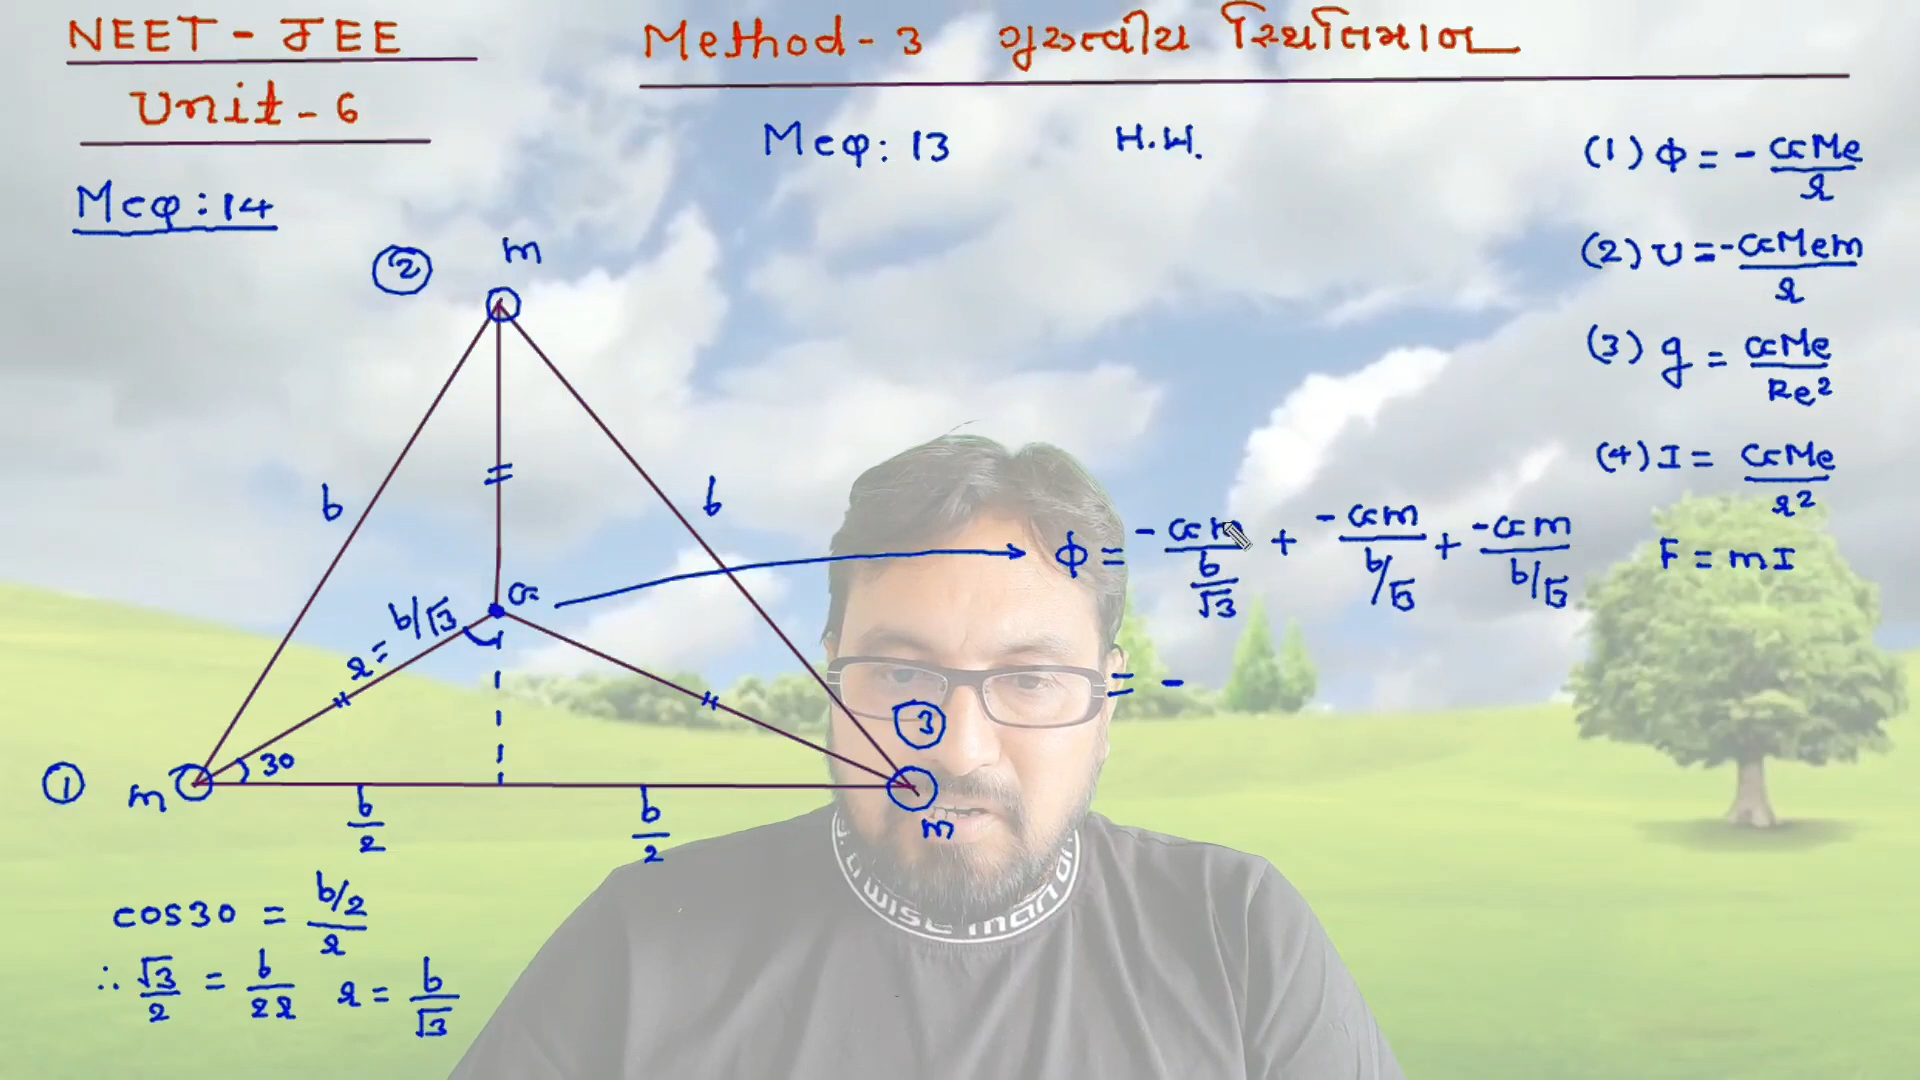 NEET - JEE
Unit - 6
Method - 3 ગુરુત્વીય સ્થિતિમાન
Mcq : 13 H.W.
Mcq : 14
(1) ϕ = - GMe/r
(2) U = - GMem/r
(3) g = GMe/Re²
(4) I = GMe/r²
F = mI
② m
b b
G
r = b/√3
ϕ = -Gm/(b/√3) + -Gm/(b/√3) + -Gm/(b/√3)
= -
① m 30
③ m
b/2 b/2
cos30 = (b/2)/r
∴ √3/2 = b/2r r = b/√3
WISE MAN